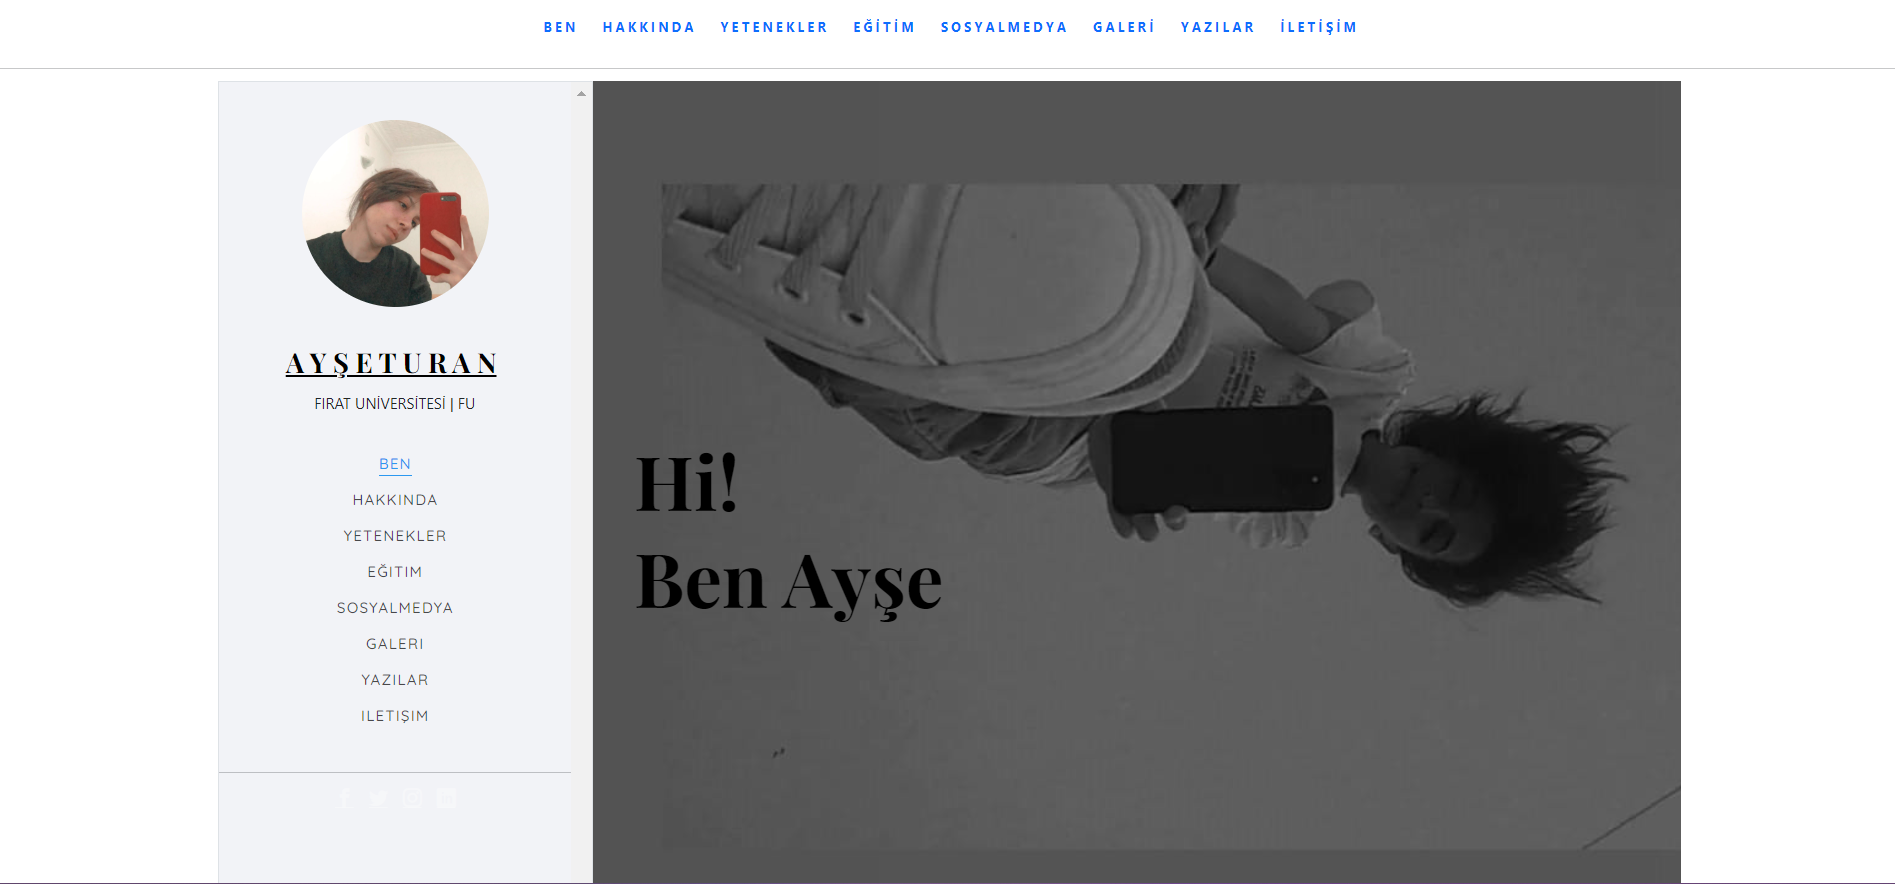 BEN HAKKINDA YETENEKLER EĞİTİM SOSYALMEDYA GALERİ YAZILAR İLETİŞİM
AYŞETURAN
FIRAT UNİVERSİTESİ | FU
BEN
HAKKINDA
YETENEKLER
EĞITIM
SOSYALMEDYA
GALERI
YAZILAR
ILETIŞIM
Hi!
Ben Ayşe